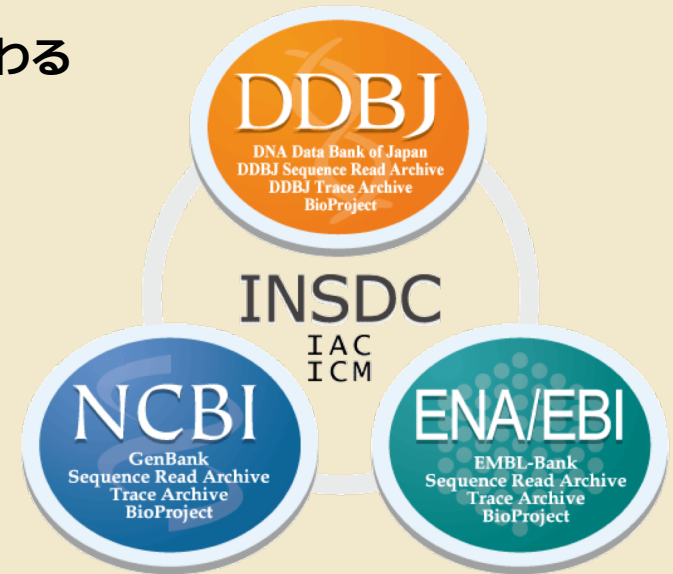 わる
DDBJ
DNA Data Bank of Japan
DDBJ Sequence Read Archive
DDBJ Trace Archive
BioProject
INSDC
IAC
ICM
NCBI
GenBank
Sequence Read Archive
Trace Archive
BioProject
ENA/EBI
EMBL-Bank
Sequence Read Archive
Trace Archive
BioProject